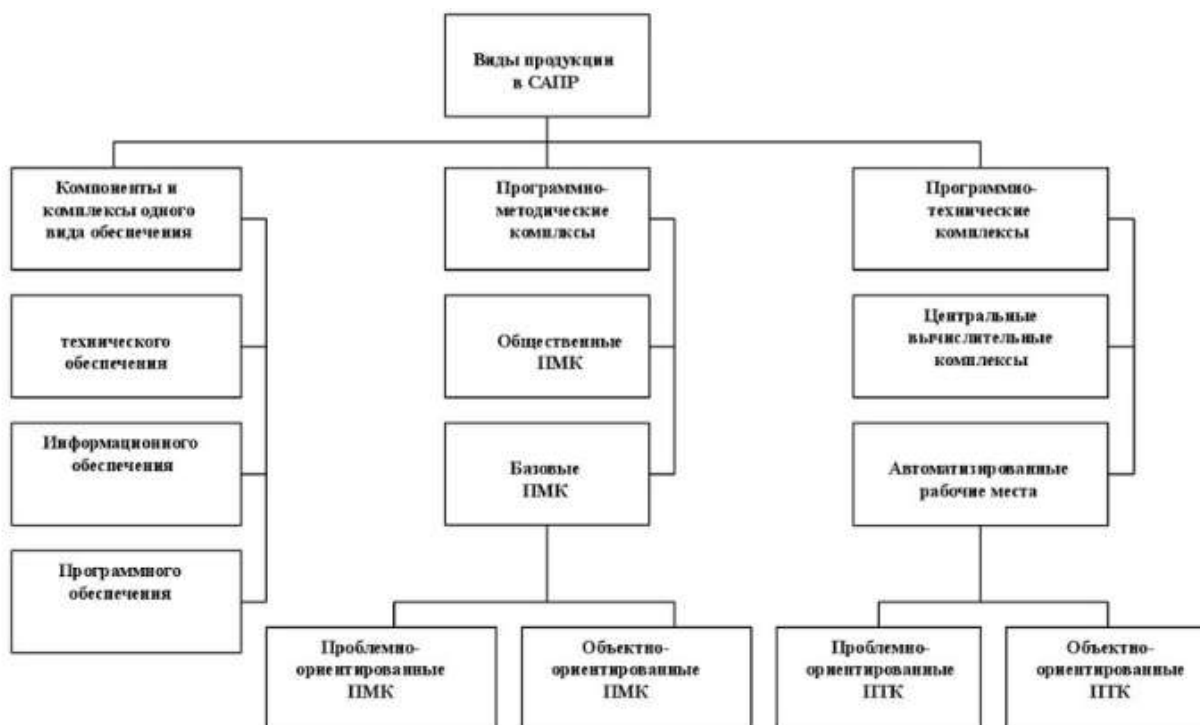 Виды продукции
в САПР
Компоненты и
комплексы одного
вида обеспечения
Программно-
методические
комплксы
Программно-
технические
комплексы
технического
обеспечения
Общественные
ПМК
Центральные
вычислительные
комплексы
Информационного
обеспечения
Базовые
ПМК
Автоматизированные
рабочие места
Программного
обеспечения
Проблемно-
ориентированные
ПМК
Объектно-
ориентированные
ПМК
Проблемно-
ориентированные
ПТК
Объектно-
ориентированные
ПТК